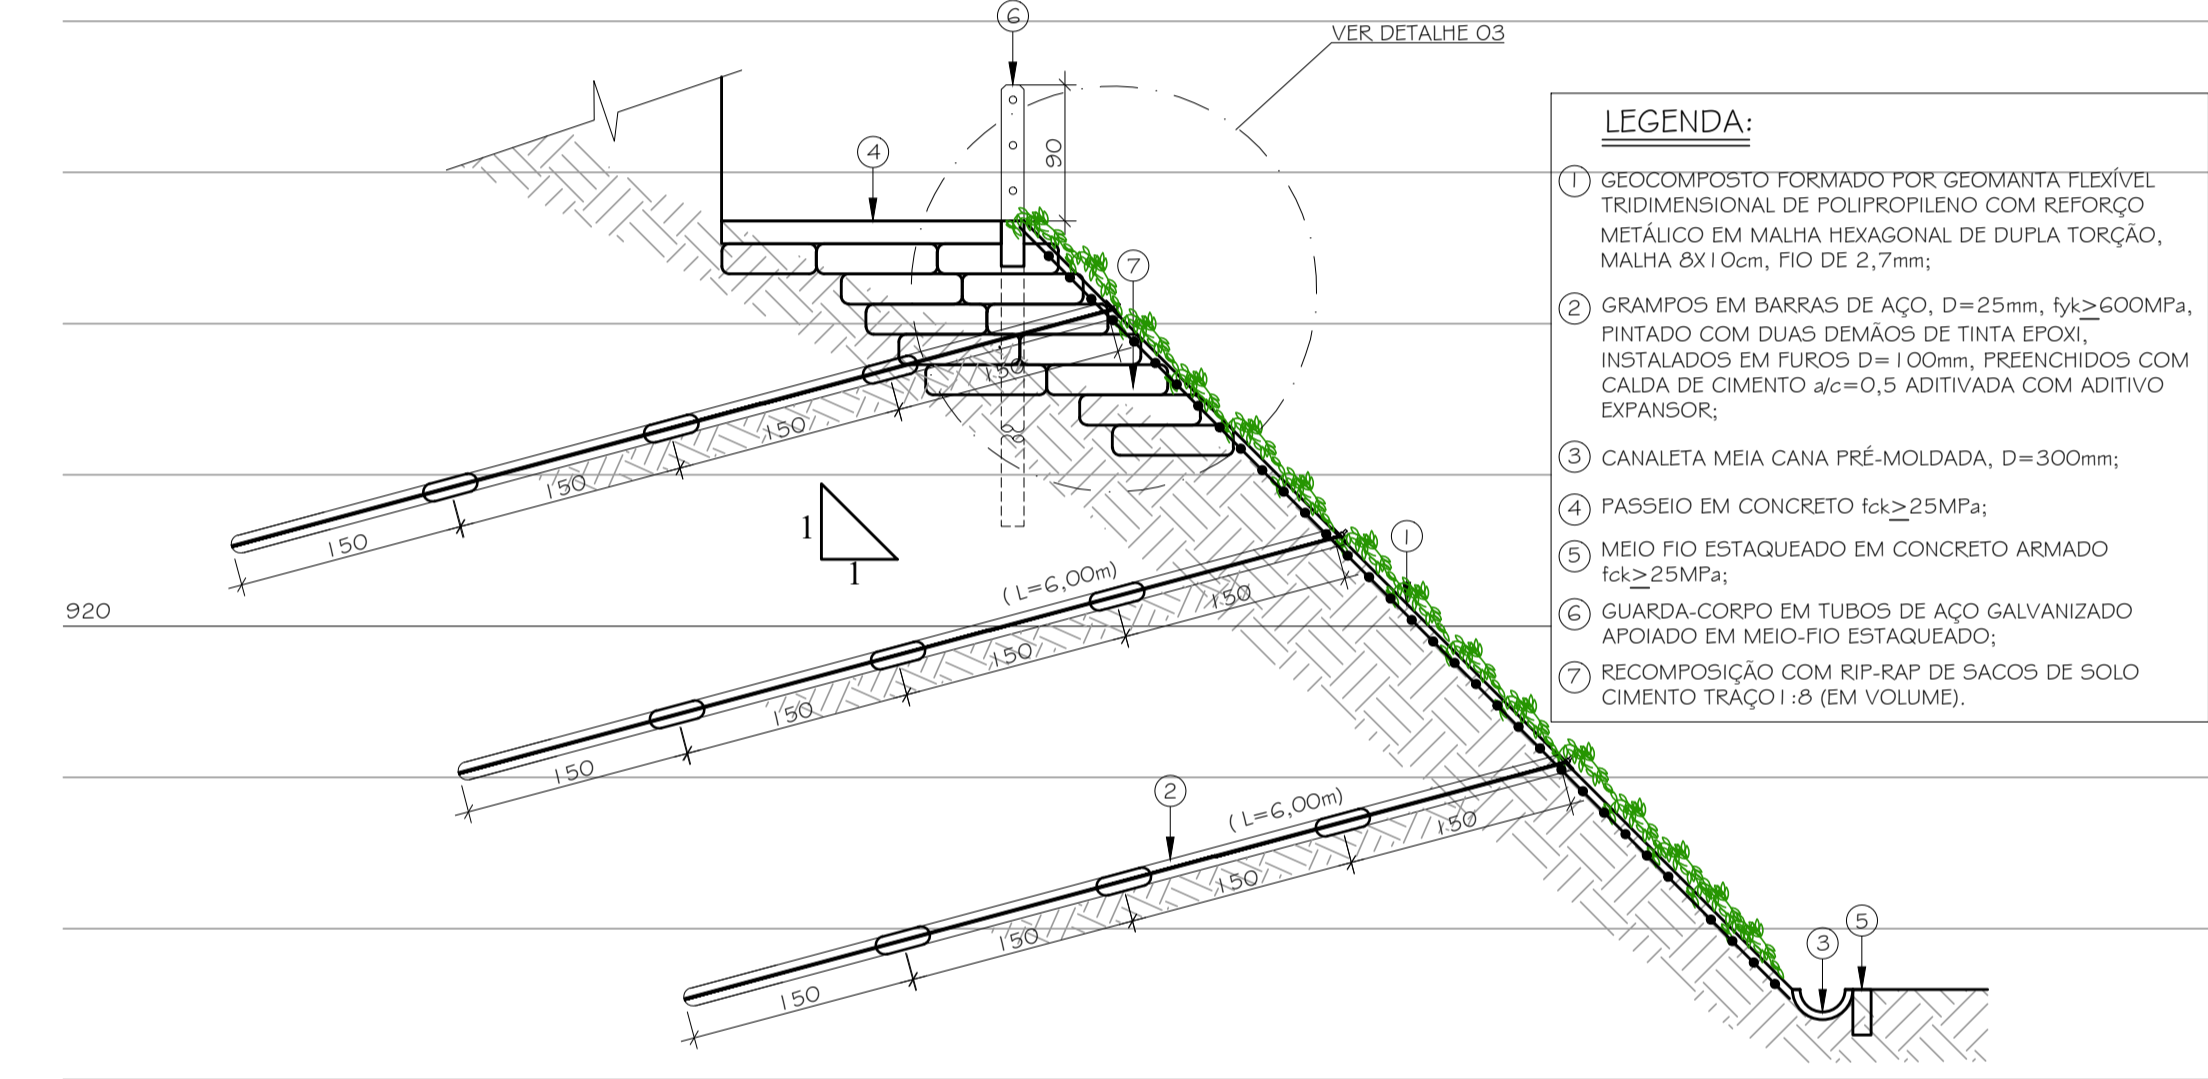 6
VER DETALHE 03
4
90
7
150
150
150
150
20
1
1
920
(L=6,00m)
1
150
150
150
150
(L=6,00m)
2
150
150
150
150
3
5
LEGENDA:
1 GEOCOMPOSTO FORMADO POR GEOMANTA FLEXÍVEL
TRIDIMENSIONAL DE POLIPROPILENO COM REFORÇO
METÁLICO EM MALHA HEXAGONAL DE DUPLA TORÇÃO,
MALHA 8X10cm, FIO DE 2,7mm;
2 GRAMPOS EM BARRAS DE AÇO, D=25mm, fyk≥600MPa,
PINTADO COM DUAS DEMÃOS DE TINTA EPOXI,
INSTALADOS EM FUROS D=100mm, PREENCHIDOS COM
CALDA DE CIMENTO a/c=0,5 ADITIVADA COM ADITIVO
EXPANSOR;
3 CANALETA MEIA CANA PRÉ-MOLDADA, D=300mm;
4 PASSEIO EM CONCRETO fck≥25MPa;
5 MEIO FIO ESTAQUEADO EM CONCRETO ARMADO
fck≥25MPa;
6 GUARDA-CORPO EM TUBOS DE AÇO GALVANIZADO
APOIADO EM MEIO-FIO ESTAQUEADO;
7 RECOMPOSIÇÃO COM RIP-RAP DE SACOS DE SOLO
CIMENTO TRAÇO1:8 (EM VOLUME).